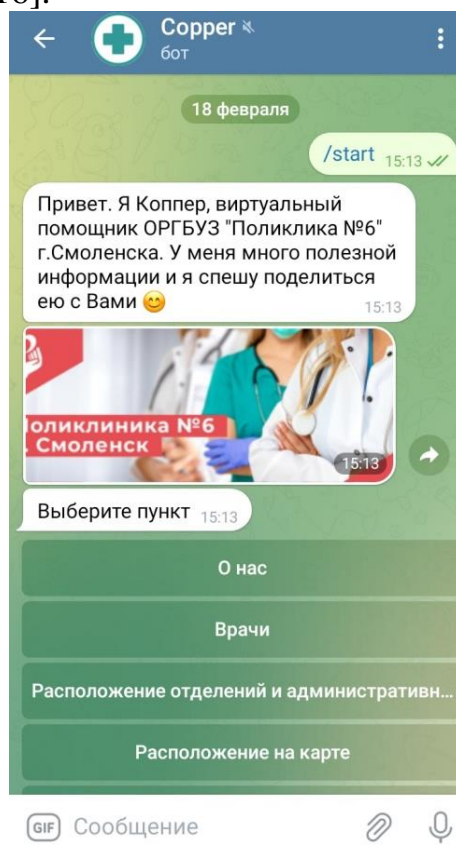 Copper
бот
18 февраля
/start 15:13
Привет. Я Коппер, виртуальный
помощник ОРГБУЗ "Поликлика №6"
г.Смоленска. У меня много полезной
информации и я спешу поделиться
ею с Вами 😊 15:13
оликлиника №6
Смоленск
15:13
Выберите пункт 15:13
О нас
Врачи
Расположение отделений и административн...
Расположение на карте
GIF Сообщение